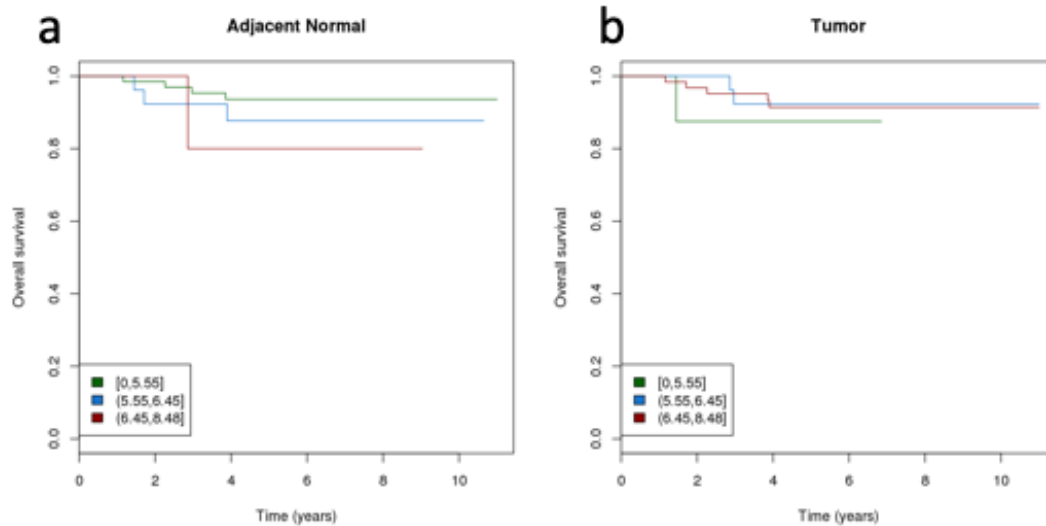 a
Adjacent Normal
Overall survival
1.0
0.8
0.6
0.4
0.2
0.0
[0,5.55]
(5.55,6.45]
(6.45,8.48]
0 2 4 6 8 10
Time (years)
b
Tumor
Overall survival
1.0
0.8
0.6
0.4
0.2
0.0
[0,5.55]
(5.55,6.45]
(6.45,8.48]
0 2 4 6 8 10
Time (years)